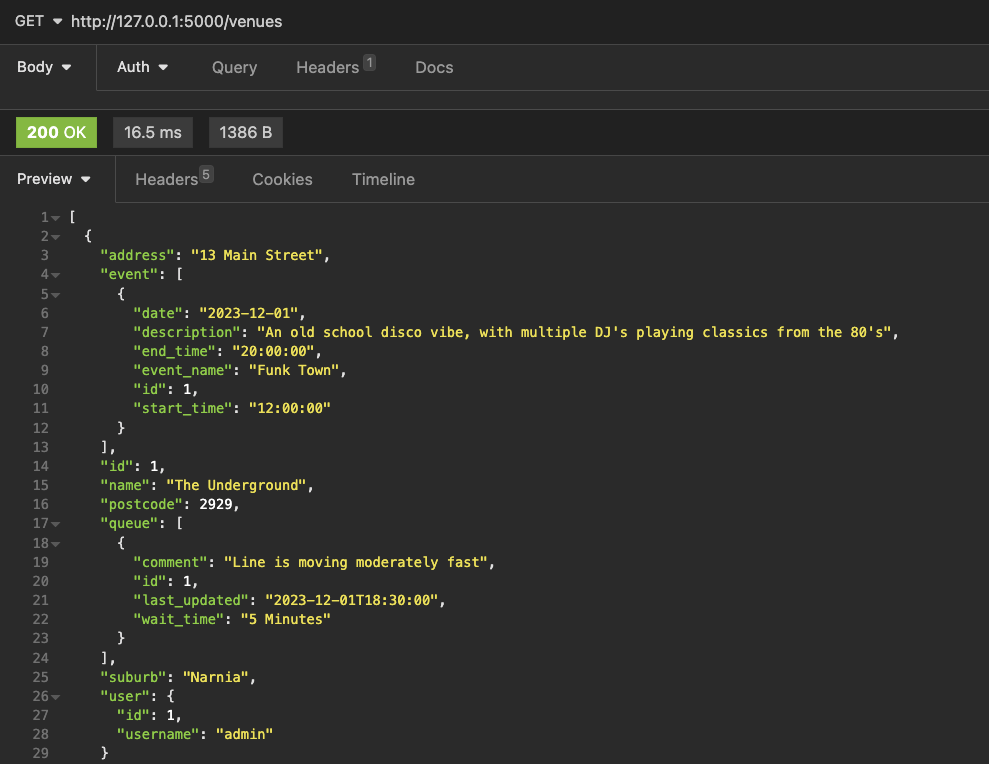 GET http://127.0.0.1:5000/venues
Body Auth Query Headers 1 Docs
200 OK 16.5 ms 1386 B
Preview Headers 5 Cookies Timeline
1 [
2 {
3 "address": "13 Main Street",
4 "event": [
5 {
6 "date": "2023-12-01",
7 "description": "An old school disco vibe, with multiple DJ's playing classics from the 80's",
8 "end_time": "20:00:00",
9 "event_name": "Funk Town",
10 "id": 1,
11 "start_time": "12:00:00"
12 }
13 ],
14 "id": 1,
15 "name": "The Underground",
16 "postcode": 2929,
17 "queue": [
18 {
19 "comment": "Line is moving moderately fast",
20 "id": 1,
21 "last_updated": "2023-12-01T18:30:00",
22 "wait_time": "5 Minutes"
23 }
24 ],
25 "suburb": "Narnia",
26 "user": {
27 "id": 1,
28 "username": "admin"
29 }